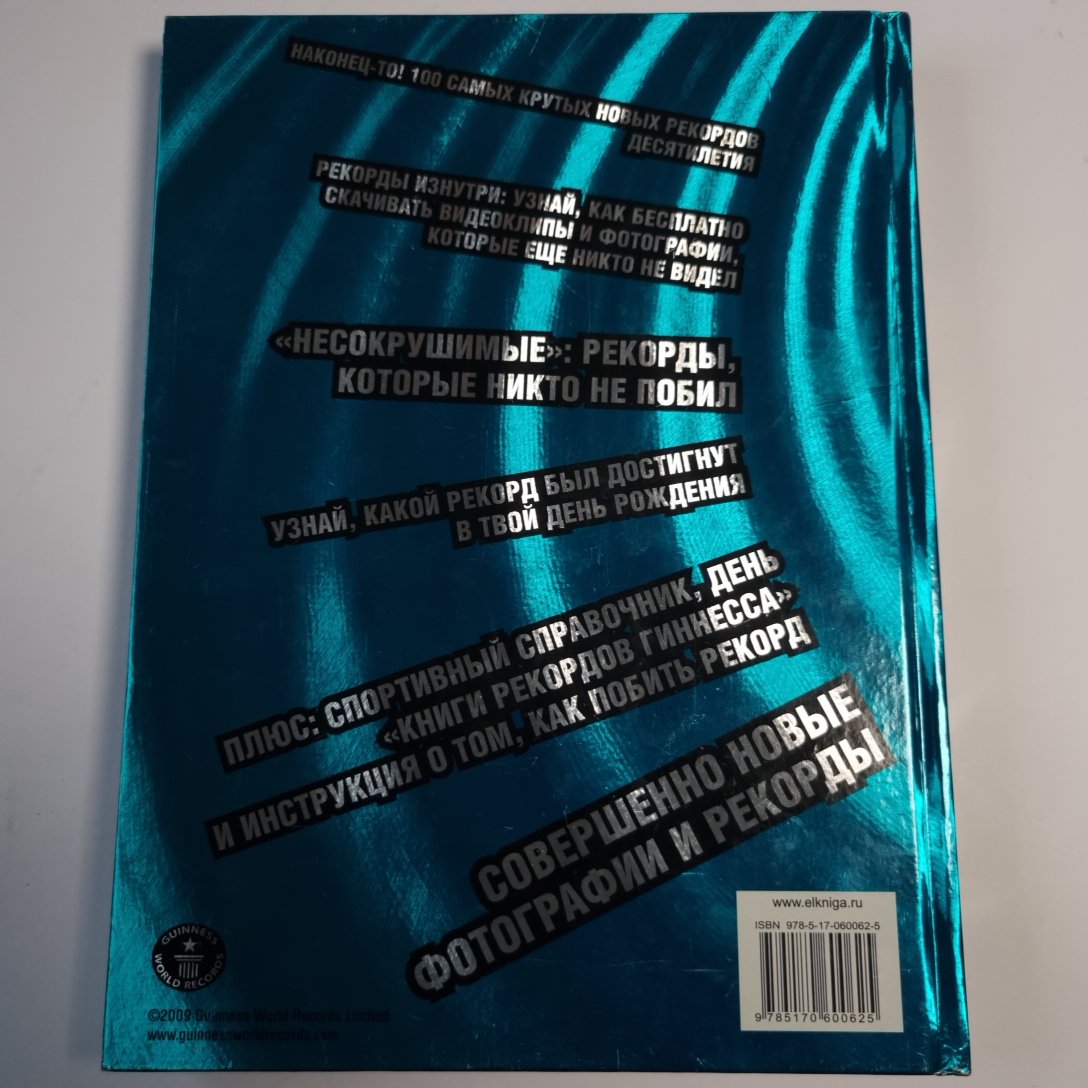 НАКОНЕЦ-ТО! 100 САМЫХ КРУТЫХ НОВЫХ РЕКОРДОВ
ДЕСЯТИЛЕТИЯ
РЕКОРДЫ ИЗНУТРИ: УЗНАЙ, КАК БЕСПЛАТНО
СКАЧИВАТЬ ВИДЕОКЛИПЫ И ФОТОГРАФИИ,
КОТОРЫЕ ЕЩЕ НИКТО НЕ ВИДЕЛ
«НЕСОКРУШИМЫЕ»: РЕКОРДЫ,
КОТОРЫЕ НИКТО НЕ ПОБИЛ
УЗНАЙ, КАКОЙ РЕКОРД БЫЛ ДОСТИГНУТ
В ТВОЙ ДЕНЬ РОЖДЕНИЯ
ПЛЮС: СПОРТИВНЫЙ СПРАВОЧНИК, ДЕНЬ
«КНИГИ РЕКОРДОВ ГИННЕССА»
И ИНСТРУКЦИЯ О ТОМ, КАК ПОБИТЬ РЕКОРД
СОВЕРШЕННО НОВЫЕ
ФОТОГРАФИИ И РЕКОРДЫ
GUINNESS
WORLD RECORDS
©2009 Guinness World Records Limited
www.guinnessworldrecords.com
www.elkniga.ru
ISBN 978-5-17-060062-5
9 785170 600625